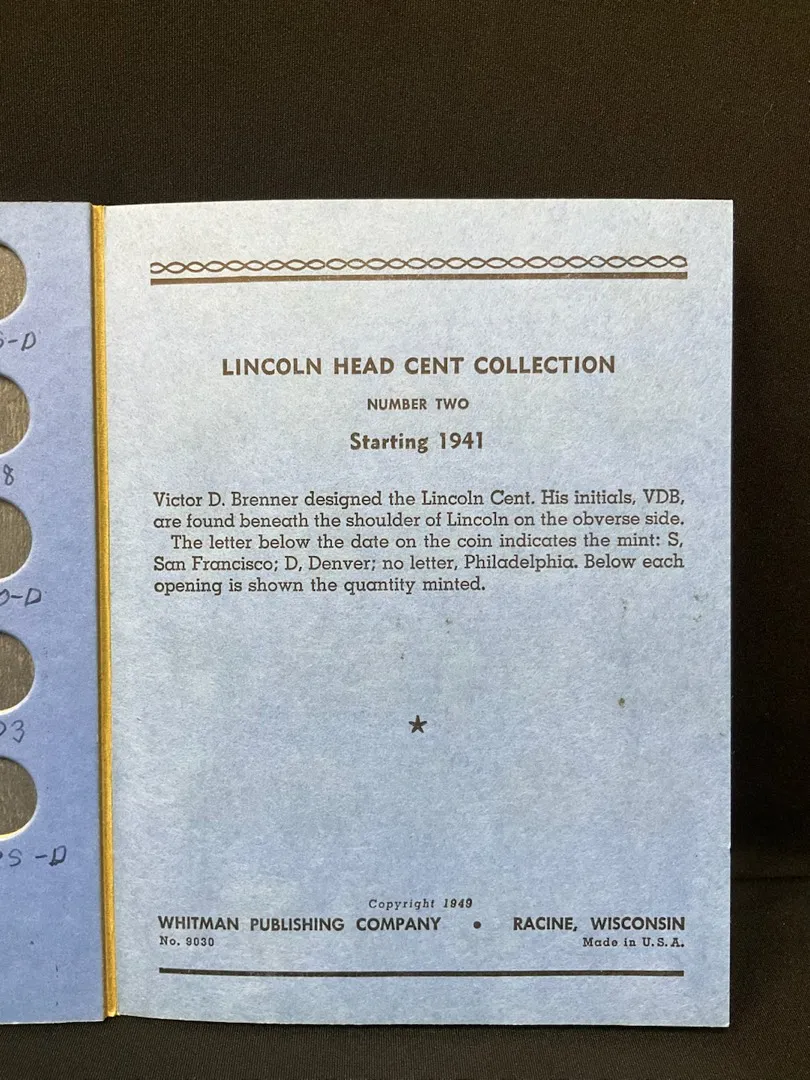 LINCOLN HEAD CENT COLLECTION
NUMBER TWO
Starting 1941
Victor D. Brenner designed the Lincoln Cent. His initials, VDB,
are found beneath the shoulder of Lincoln on the obverse side.
The letter below the date on the coin indicates the mint: S,
San Francisco; D, Denver; no letter, Philadelphia. Below each
opening is shown the quantity minted.
Copyright 1949
WHITMAN PUBLISHING COMPANY • RACINE, WISCONSIN
No. 9030 Made in U.S.A.